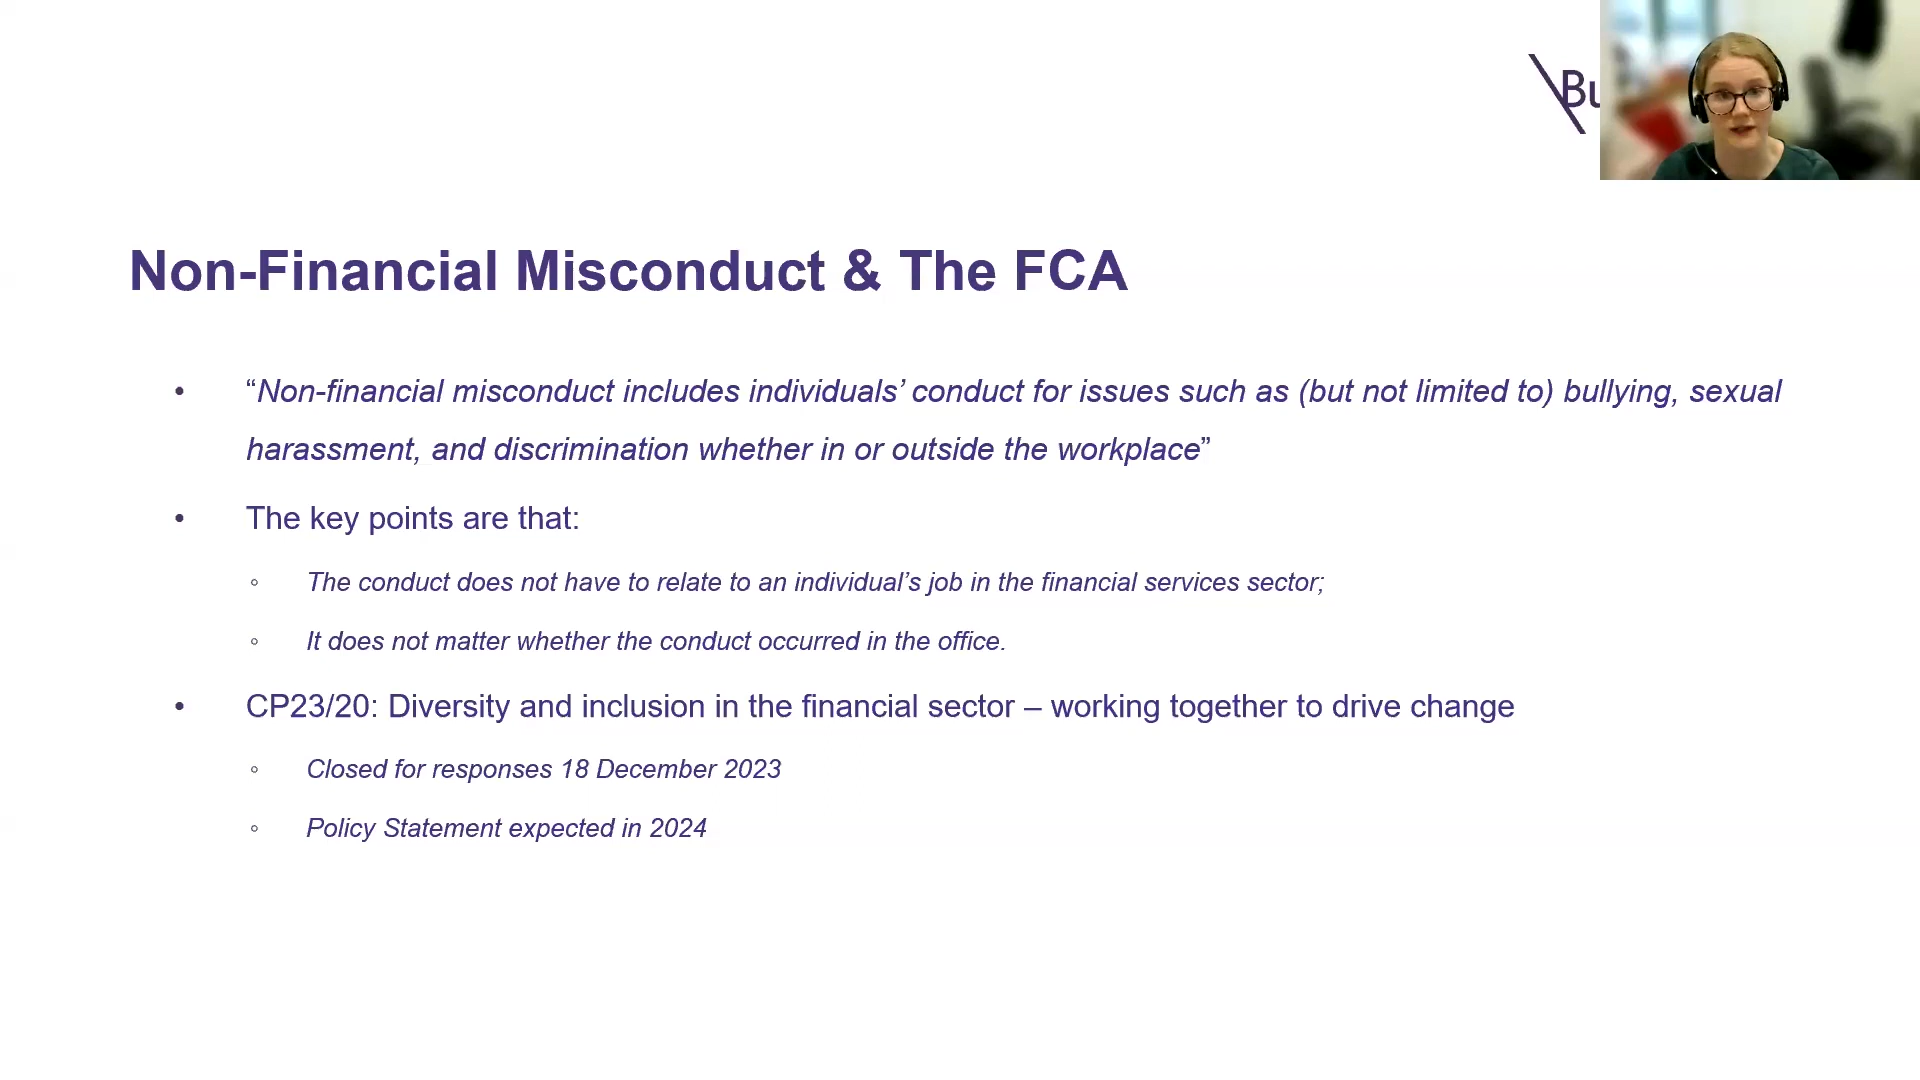 Bu
Non-Financial Misconduct & The FCA
• “Non-financial misconduct includes individuals’ conduct for issues such as (but not limited to) bullying, sexual
harassment, and discrimination whether in or outside the workplace”
• The key points are that:
◦ The conduct does not have to relate to an individual’s job in the financial services sector;
◦ It does not matter whether the conduct occurred in the office.
• CP23/20: Diversity and inclusion in the financial sector – working together to drive change
◦ Closed for responses 18 December 2023
◦ Policy Statement expected in 2024